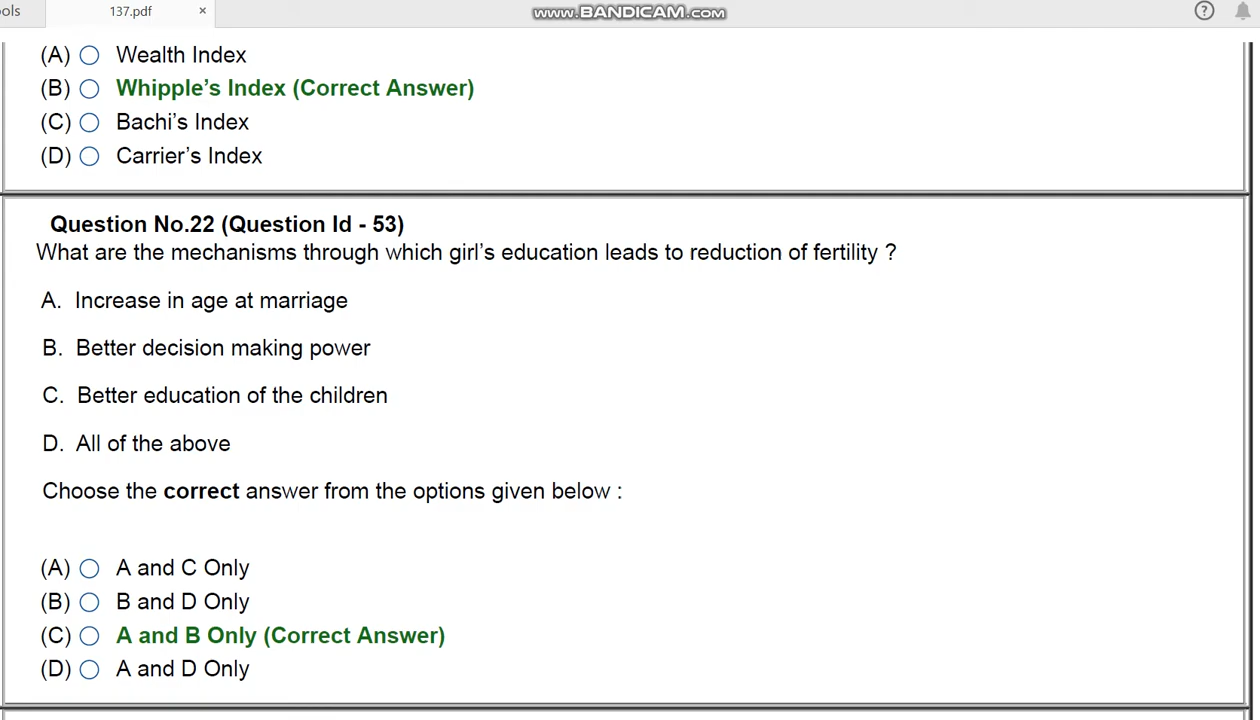 ols
137.pdf ×
www.BANDICAM.com
?
(A) Wealth Index
(B) Whipple’s Index (Correct Answer)
(C) Bachi’s Index
(D) Carrier’s Index
Question No.22 (Question Id - 53)
What are the mechanisms through which girl’s education leads to reduction of fertility ?
A. Increase in age at marriage
B. Better decision making power
C. Better education of the children
D. All of the above
Choose the correct answer from the options given below :
(A) A and C Only
(B) B and D Only
(C) A and B Only (Correct Answer)
(D) A and D Only